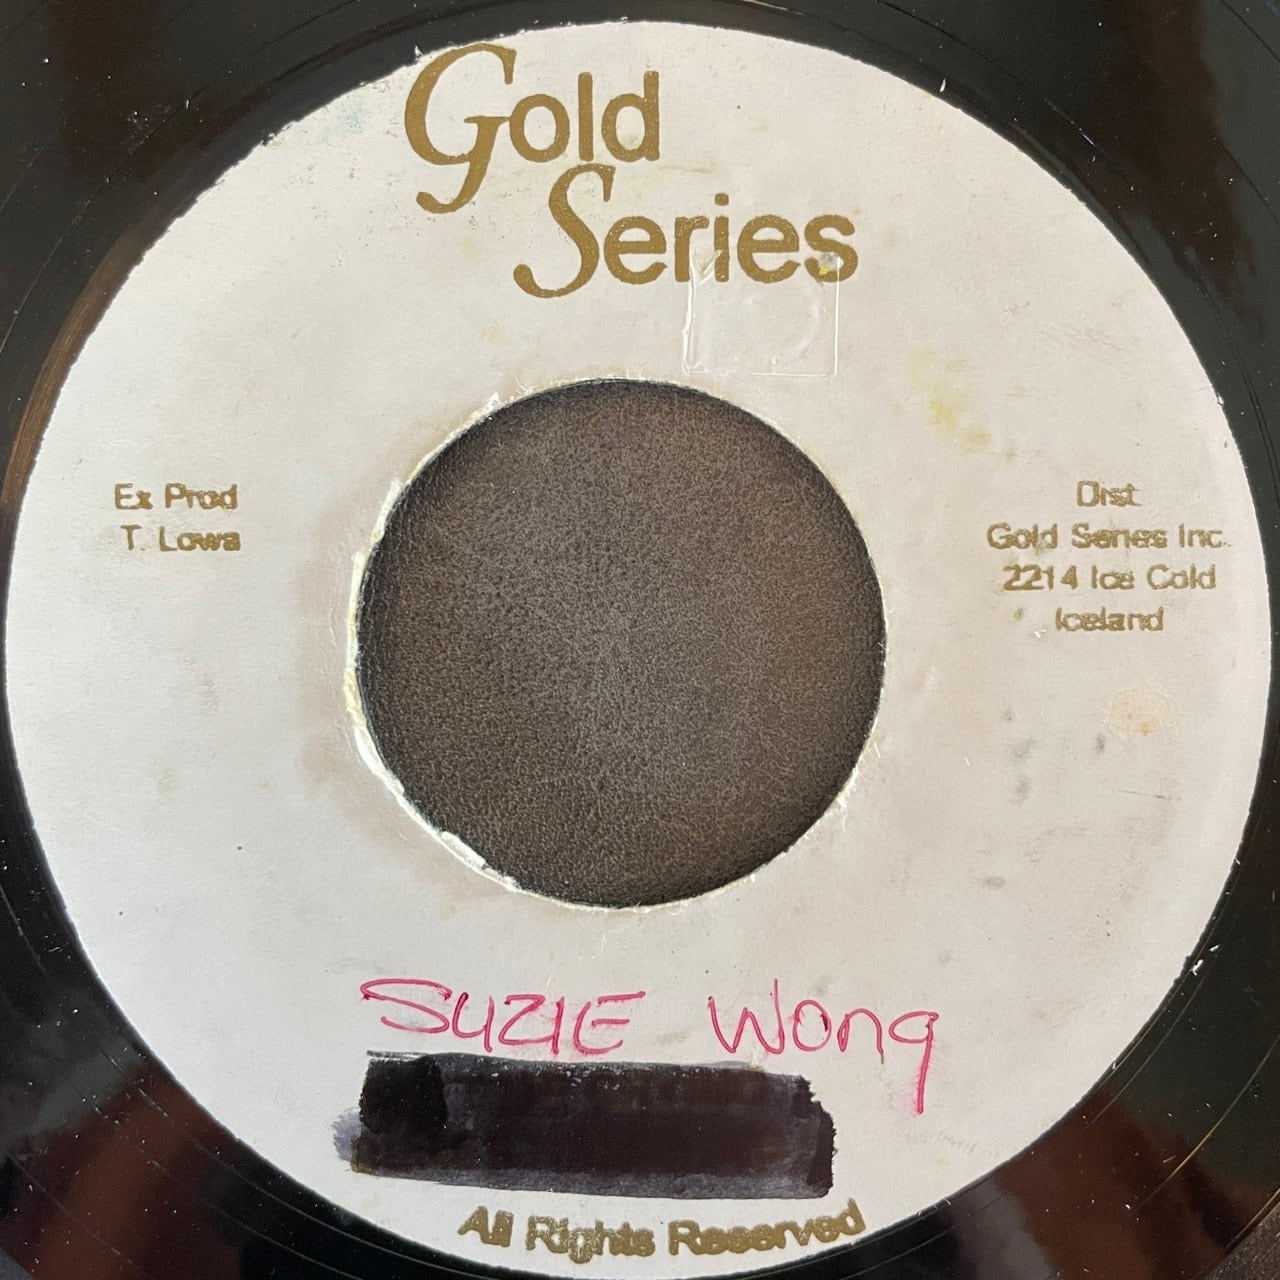 Gold
Series
Ex Prod
T. Lowa
Dist.
Gold Series Inc.
2214 Ice Cold
Iceland
SUZIE Wong
All Rights Reserved